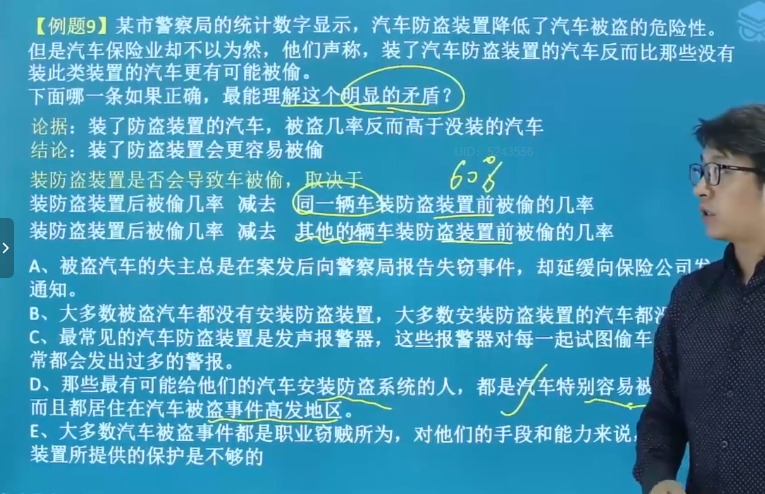 【例题9】某市警察局的统计数字显示，汽车防盗装置降低了汽车被盗的危险性。
但是汽车保险业却不以为然，他们声称，装了汽车防盗装置的汽车反而比那些没有
装此类装置的汽车更有可能被偷。
下面哪一条如果正确，最能理解这个明显的矛盾？
论据：装了防盗装置的汽车，被盗几率反而高于没装的汽车
结论：装了防盗装置会更容易被偷
UID: 5243556
装防盗装置是否会导致车被偷，取决于
60%
装防盗装置后被偷几率 减去 同一辆车装防盗装置前被偷的几率
装防盗装置后被偷几率 减去 其他的辆车装防盗装置前被偷的几率
A、被盗汽车的失主总是在案发后向警察局报告失窃事件，却延缓向保险公司发
通知。
B、大多数被盗汽车都没有安装防盗装置，大多数安装防盗装置的汽车都没
C、最常见的汽车防盗装置是发声报警器，这些报警器对每一起试图偷车
常都会发出过多的警报。
D、那些最有可能给他们的汽车安装防盗系统的人，都是汽车特别容易被
而且都居住在汽车被盗事件高发地区。
E、大多数汽车被盗事件都是职业窃贼所为，对他们的手段和能力来说，
装置所提供的保护是不够的